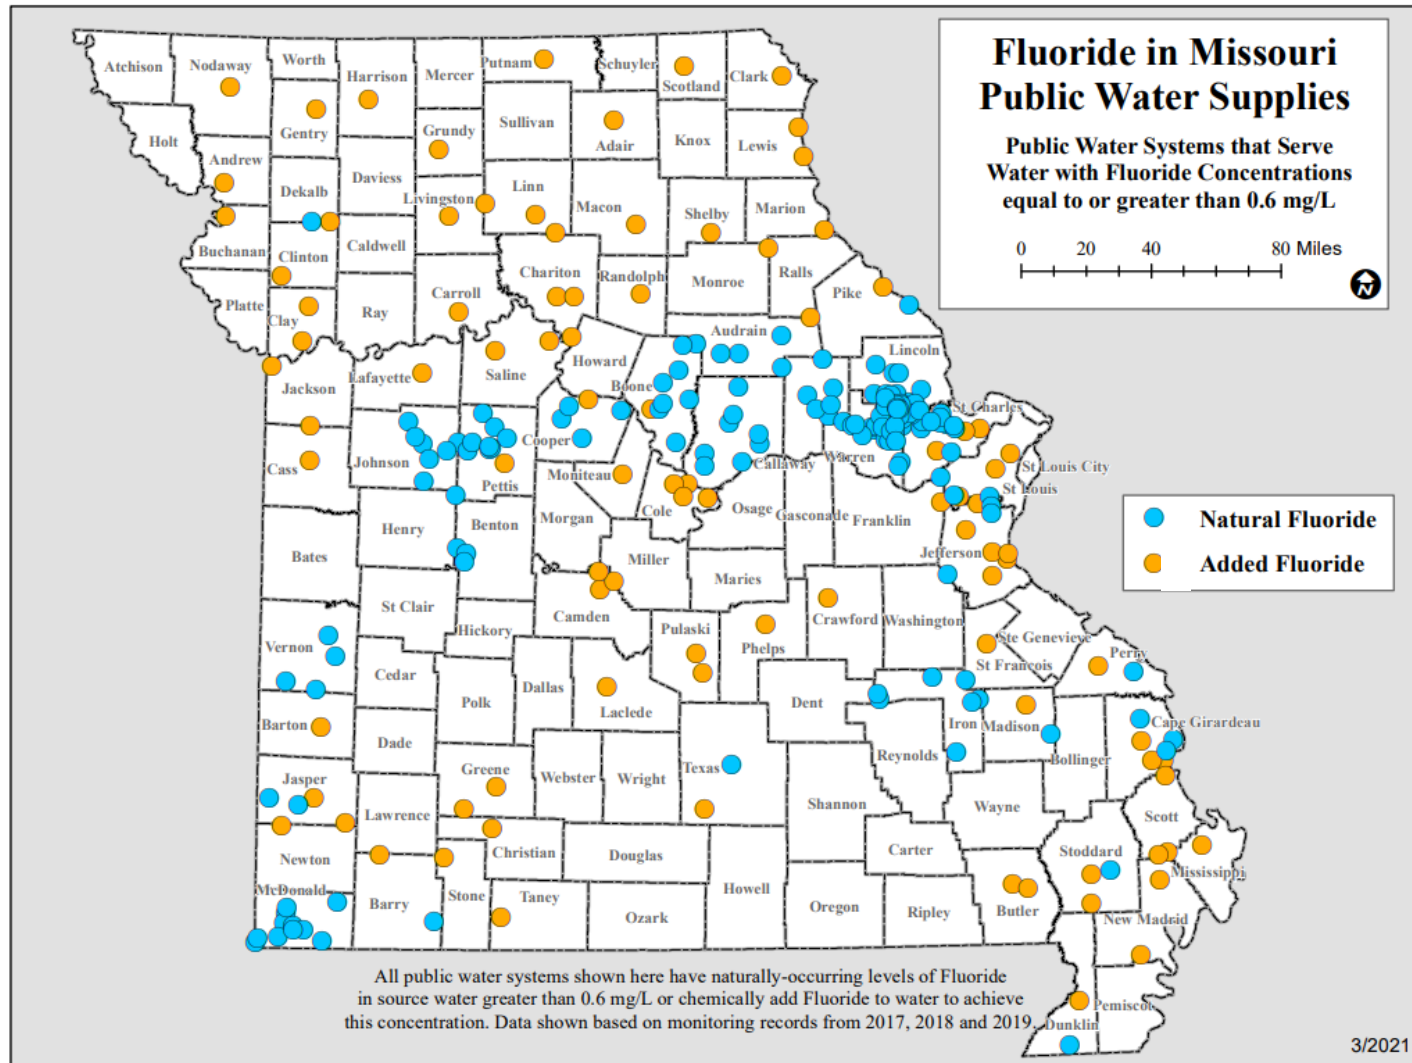 Fluoride in Missouri
Public Water Supplies
Public Water Systems that Serve
Water with Fluoride Concentrations
equal to or greater than 0.6 mg/L
0 20 40 80 Miles
N
Atchison
Nodaway
Worth
Harrison
Mercer
Putnam
Schuyler
Scotland
Clark
Holt
Gentry
Grundy
Sullivan
Adair
Knox
Lewis
Andrew
Dekalb
Daviess
Livingston
Linn
Macon
Shelby
Marion
Buchanan
Clinton
Caldwell
Chariton
Randolph
Monroe
Ralls
Pike
Platte
Clay
Ray
Carroll
Audrain
Lincoln
Jackson
Lafayette
Saline
Howard
Boone
St Charles
Cass
Johnson
Pettis
Cooper
Moniteau
Callaway
Warren
St Louis City
St Louis
Cole
Osage
Gasconade
Franklin
Bates
Henry
Benton
Morgan
Miller
Maries
Jefferson
St Clair
Camden
Pulaski
Phelps
Crawford
Washington
Ste Genevieve
St Francois
Perry
Vernon
Hickory
Cedar
Polk
Dallas
Laclede
Dent
Iron
Madison
Cape Girardeau
Barton
Dade
Greene
Webster
Wright
Texas
Reynolds
Bollinger
Jasper
Lawrence
Shannon
Wayne
Scott
Newton
Christian
Douglas
Carter
Stoddard
Mississippi
McDonald
Barry
Stone
Taney
Ozark
Howell
Oregon
Ripley
Butler
New Madrid
Pemiscot
Dunklin
Natural Fluoride
Added Fluoride
All public water systems shown here have naturally-occurring levels of Fluoride
in source water greater than 0.6 mg/L or chemically add Fluoride to water to achieve
this concentration. Data shown based on monitoring records from 2017, 2018 and 2019.
3/2021